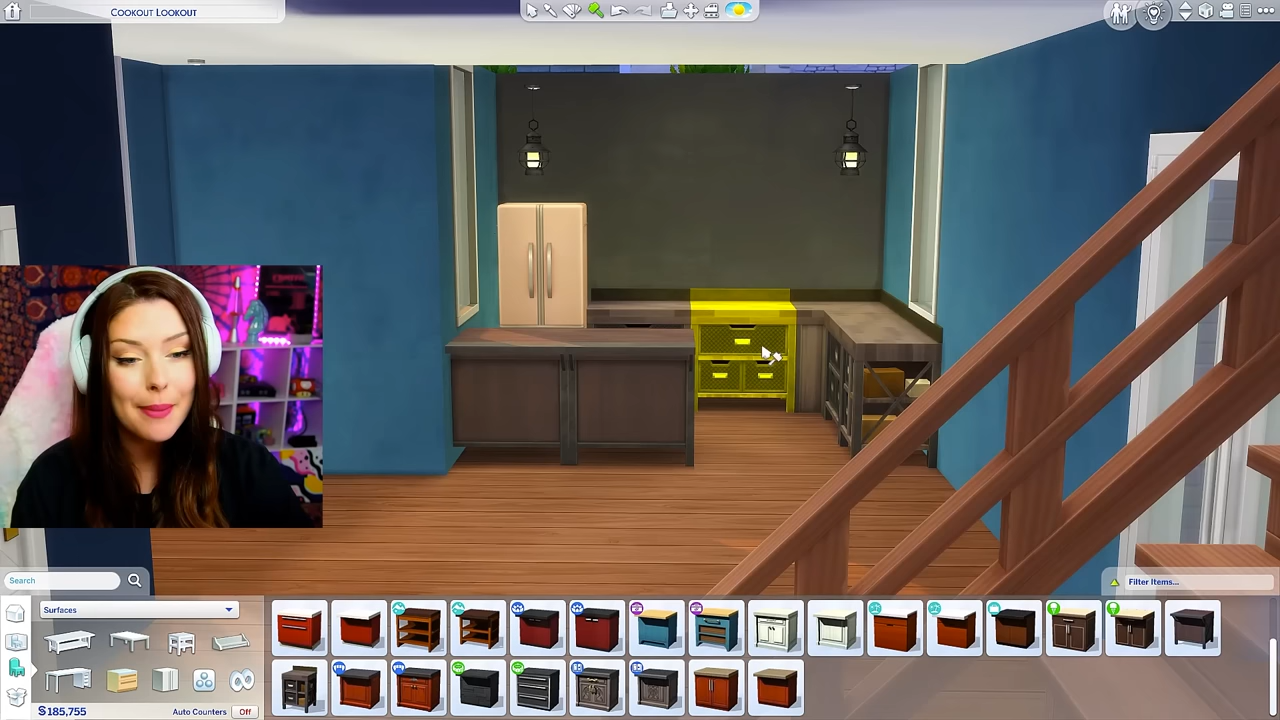 COOKOUT LOOKOUT
Search
Filter Items...
Surfaces
$185,755
Auto Counters
Off